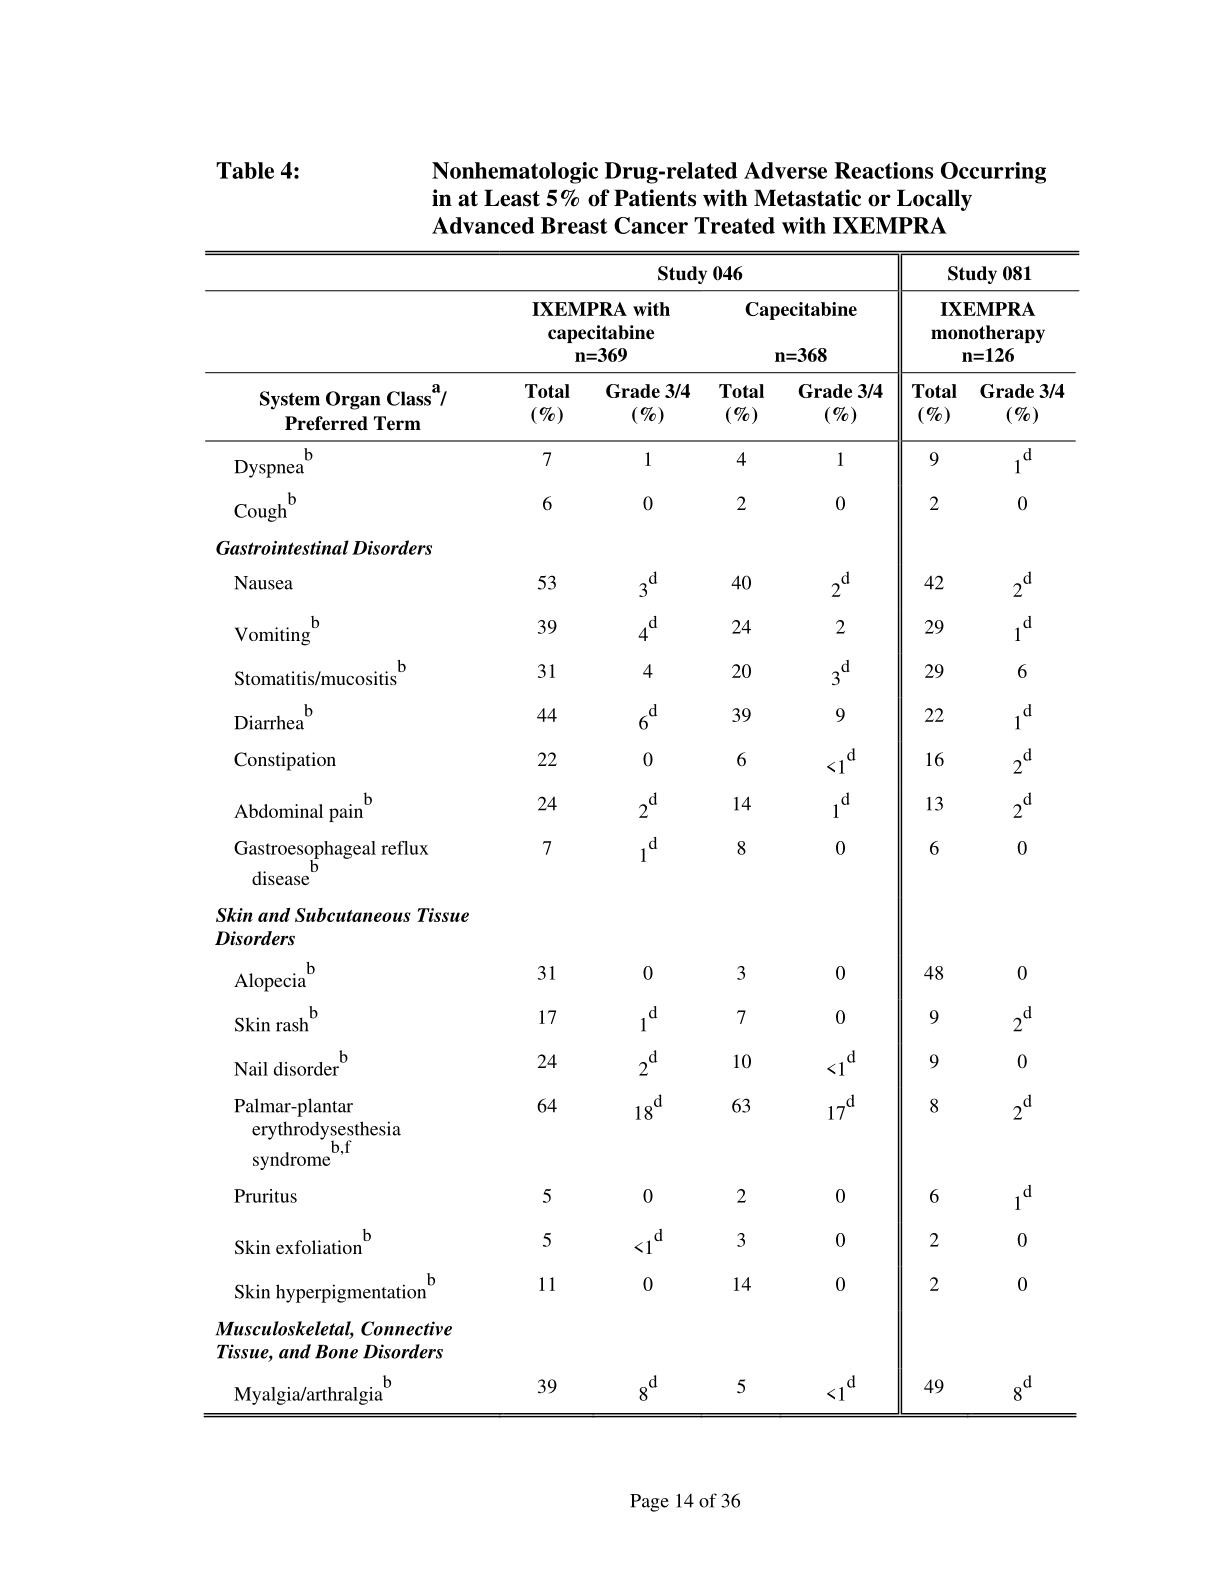 Table 4: Nonhematologic Drug-related Adverse Reactions Occurring
in at Least 5% of Patients with Metastatic or Locally
Advanced Breast Cancer Treated with IXEMPRA
Study 046 Study 081
IXEMPRA with Capecitabine IXEMPRA
capecitabine monotherapy
n=369 n=368 n=126
System Organ Class^a/ Total Grade 3/4 Total Grade 3/4 Total Grade 3/4
Preferred Term (%) (%) (%) (%) (%) (%)
Dyspnea^b 7 1 4 1 9 1^d
Cough^b 6 0 2 0 2 0
Gastrointestinal Disorders
Nausea 53 3^d 40 2^d 42 2^d
Vomiting^b 39 4^d 24 2 29 1^d
Stomatitis/mucositis^b 31 4 20 3^d 29 6
Diarrhea^b 44 6^d 39 9 22 1^d
Constipation 22 0 6 <1^d 16 2^d
Abdominal pain^b 24 2^d 14 1^d 13 2^d
Gastroesophageal reflux 7 1^d 8 0 6 0
disease^b
Skin and Subcutaneous Tissue
Disorders
Alopecia^b 31 0 3 0 48 0
Skin rash^b 17 1^d 7 0 9 2^d
Nail disorder^b 24 2^d 10 <1^d 9 0
Palmar-plantar 64 18^d 63 17^d 8 2^d
erythrodysesthesia
syndrome^b,f
Pruritus 5 0 2 0 6 1^d
Skin exfoliation^b 5 <1^d 3 0 2 0
Skin hyperpigmentation^b 11 0 14 0 2 0
Musculoskeletal, Connective
Tissue, and Bone Disorders
Myalgia/arthralgia^b 39 8^d 5 <1^d 49 8^d
Page 14 of 36